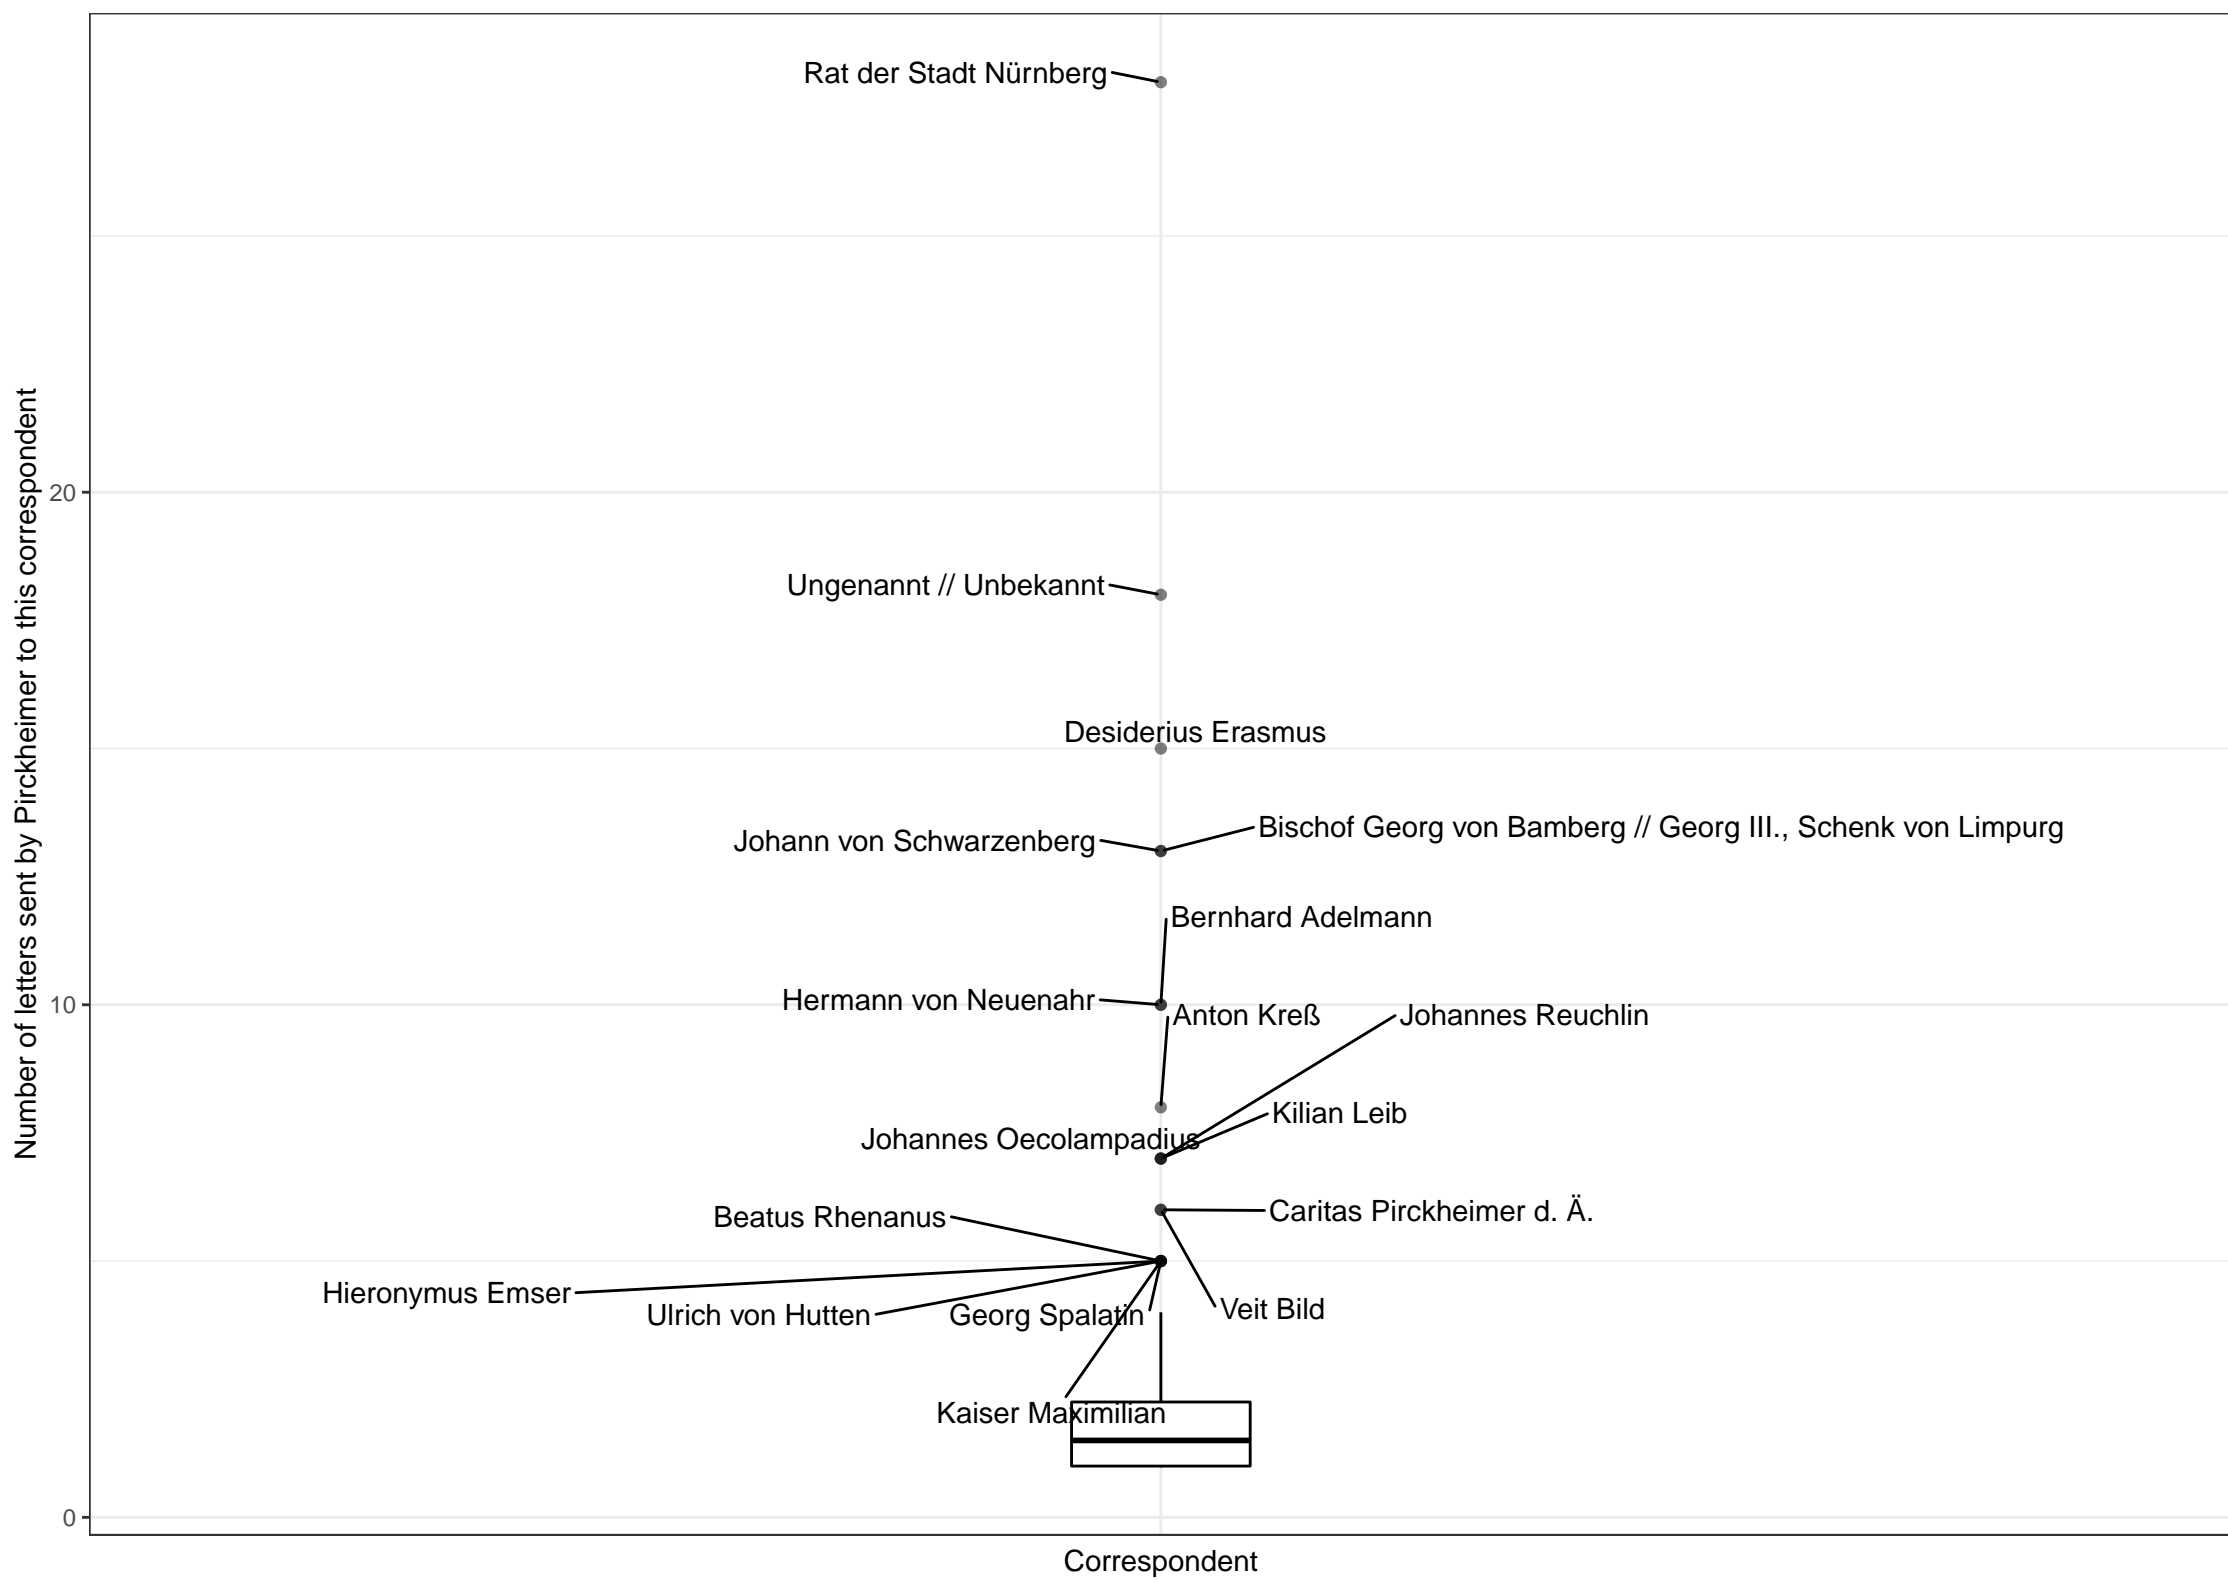 Rat der Stadt Nürnberg
20
Ungenannt // Unbekannt
Desiderius Erasmus
Bischof Georg von Bamberg // Georg III., Schenk von Limpurg
Johann von Schwarzenberg
Bernhard Adelmann
Hermann von Neuenahr
10
Anton Kreß
Johannes Reuchlin
Kilian Leib
Johannes Oecolampadius
Caritas Pirckheimer d. Ä.
Beatus Rhenanus
Hieronymus Emser
Ulrich von Hutten
Georg Spalatin
Veit Bild
Kaiser Maximilian
0
Number of letters sent by Pirckheimer to this correspondent
Correspondent